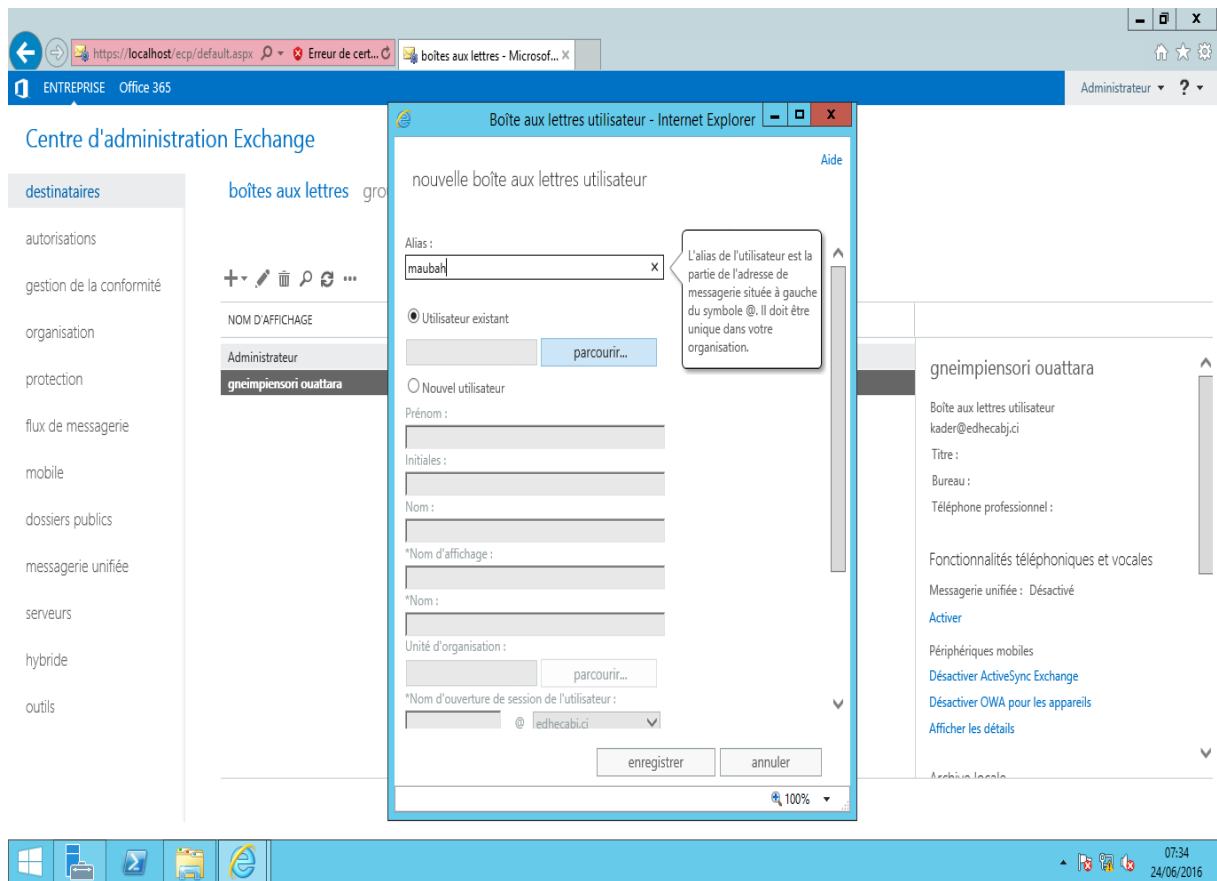 https://localhost/ecp/default.aspx
Erreur de cert...
boîtes aux lettres - Microsof...
ENTREPRISE Office 365
Administrateur ?
Centre d'administration Exchange
destinataires
autorisations
gestion de la conformité
organisation
protection
flux de messagerie
mobile
dossiers publics
messagerie unifiée
serveurs
hybride
outils
boîtes aux lettres grou
NOM D'AFFICHAGE
Administrateur
gneimpiensori ouattara
Boîte aux lettres utilisateur - Internet Explorer
Aide
nouvelle boîte aux lettres utilisateur
Alias :
maubah
L'alias de l'utilisateur est la
partie de l'adresse de
messagerie située à gauche
du symbole @. Il doit être
unique dans votre
organisation.
Utilisateur existant
parcourir...
Nouvel utilisateur
Prénom :
Initiales :
Nom :
*Nom d'affichage :
*Nom :
Unité d'organisation :
parcourir...
*Nom d'ouverture de session de l'utilisateur :
@ edhecabj.ci
enregistrer
annuler
100%
gneimpiensori ouattara
Boîte aux lettres utilisateur
kader@edhecabj.ci
Titre :
Bureau :
Téléphone professionnel :
Fonctionnalités téléphoniques et vocales
Messagerie unifiée : Désactivé
Activer
Périphériques mobiles
Désactiver ActiveSync Exchange
Désactiver OWA pour les appareils
Afficher les détails
Archive locale
07:34
24/06/2016